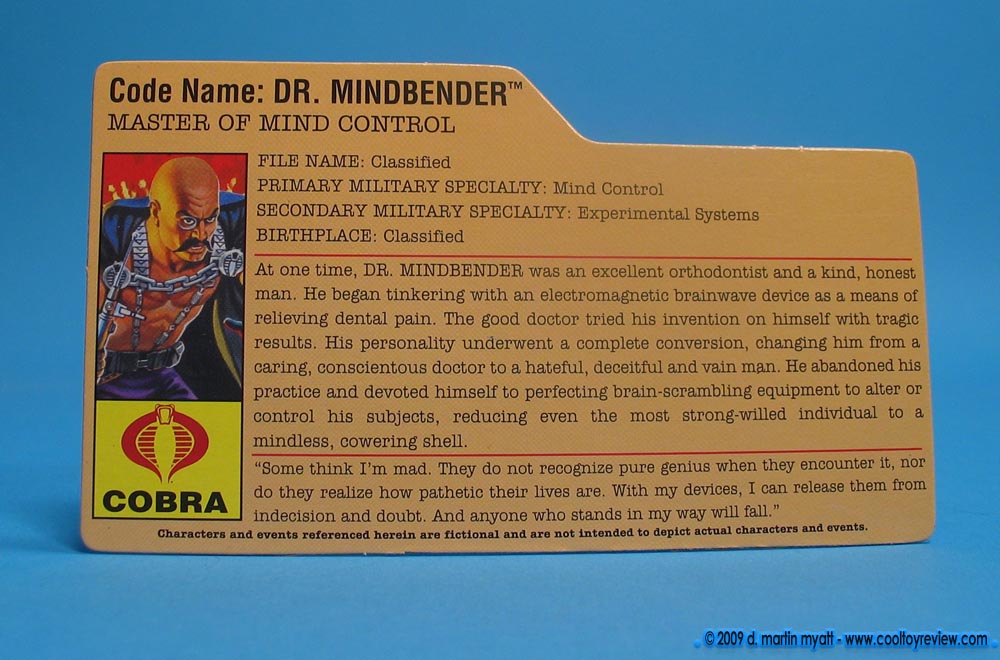 Code Name: DR. MINDBENDER™
MASTER OF MIND CONTROL
FILE NAME: Classified
PRIMARY MILITARY SPECIALTY: Mind Control
SECONDARY MILITARY SPECIALTY: Experimental Systems
BIRTHPLACE: Classified
At one time, DR. MINDBENDER was an excellent orthodontist and a kind, honest
man. He began tinkering with an electromagnetic brainwave device as a means of
relieving dental pain. The good doctor tried his invention on himself with tragic
results. His personality underwent a complete conversion, changing him from a
caring, conscientous doctor to a hateful, deceitful and vain man. He abandoned his
practice and devoted himself to perfecting brain-scrambling equipment to alter or
control his subjects, reducing even the most strong-willed individual to a
mindless, cowering shell.
“Some think I'm mad. They do not recognize pure genius when they encounter it, nor
do they realize how pathetic their lives are. With my devices, I can release them from
indecision and doubt. And anyone who stands in my way will fall.”
COBRA
Characters and events referenced herein are fictional and are not intended to depict actual characters and events.
© 2009 d. martin myatt - www.cooltoyreview.com